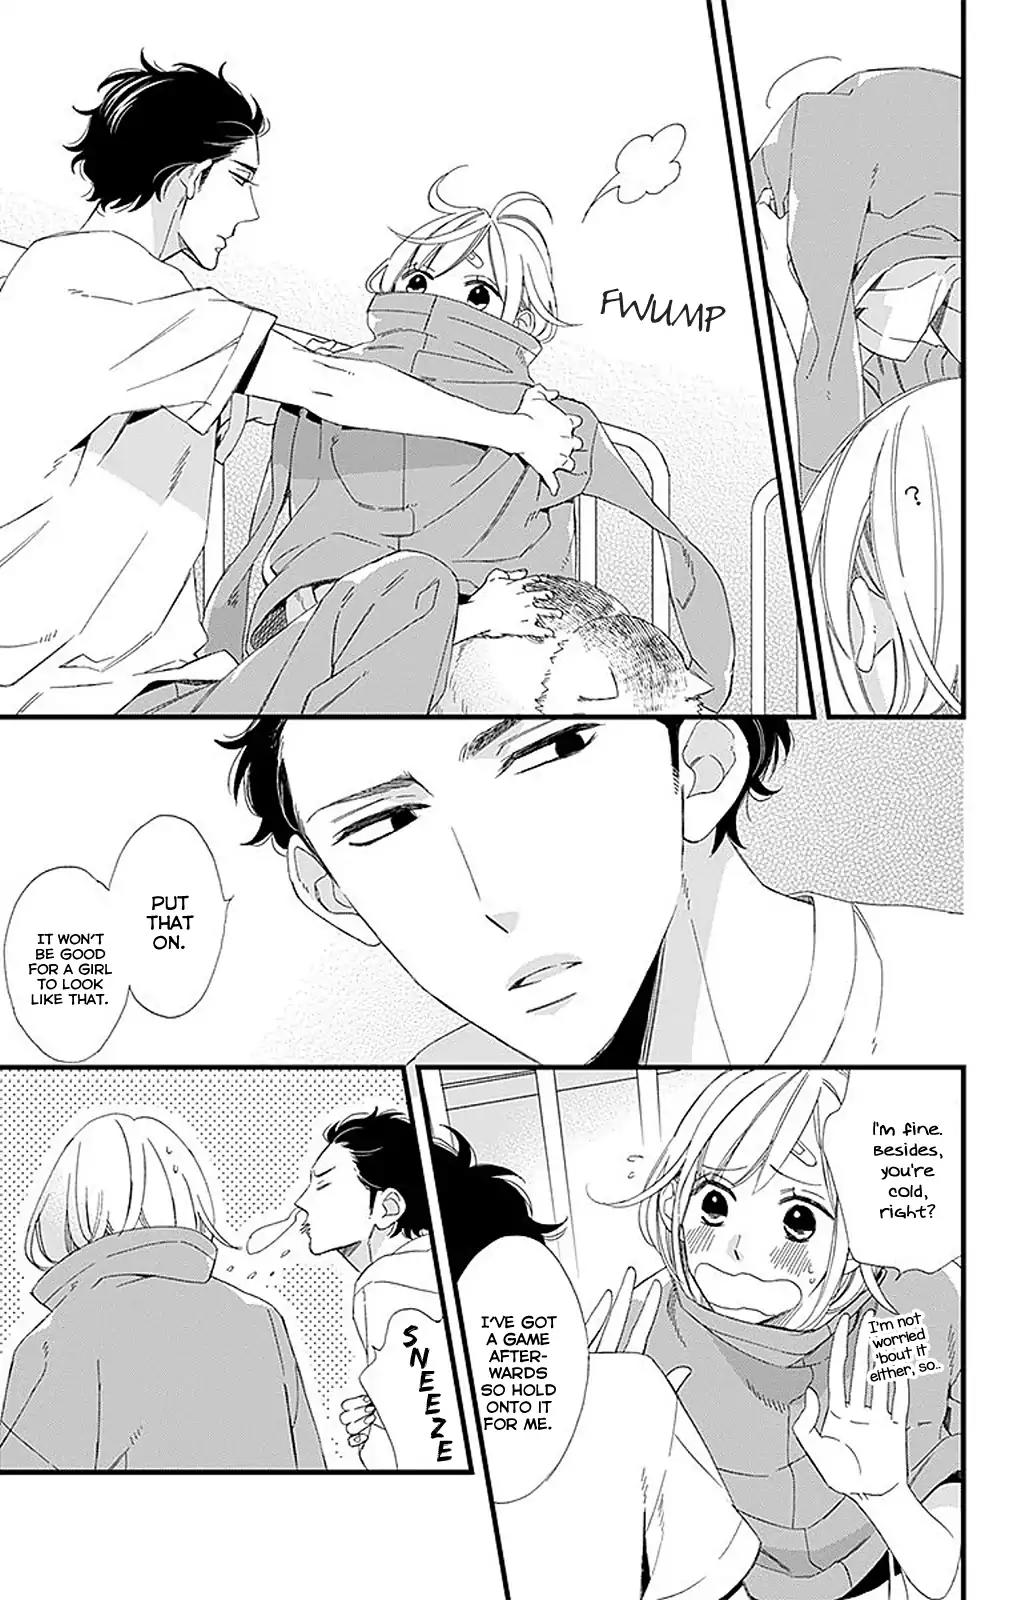 ?
FWUMP
PUT
THAT
ON.
IT WON'T
BE GOOD
FOR A GIRL
TO LOOK
LIKE THAT.
I'm fine.
Besides,
you're
cold,
right?
I'm not
worried
'bout it
either, so..
I'VE GOT
A GAME
AFTER-
WARDS
SO HOLD
ONTO IT
FOR ME.
SNEEZE